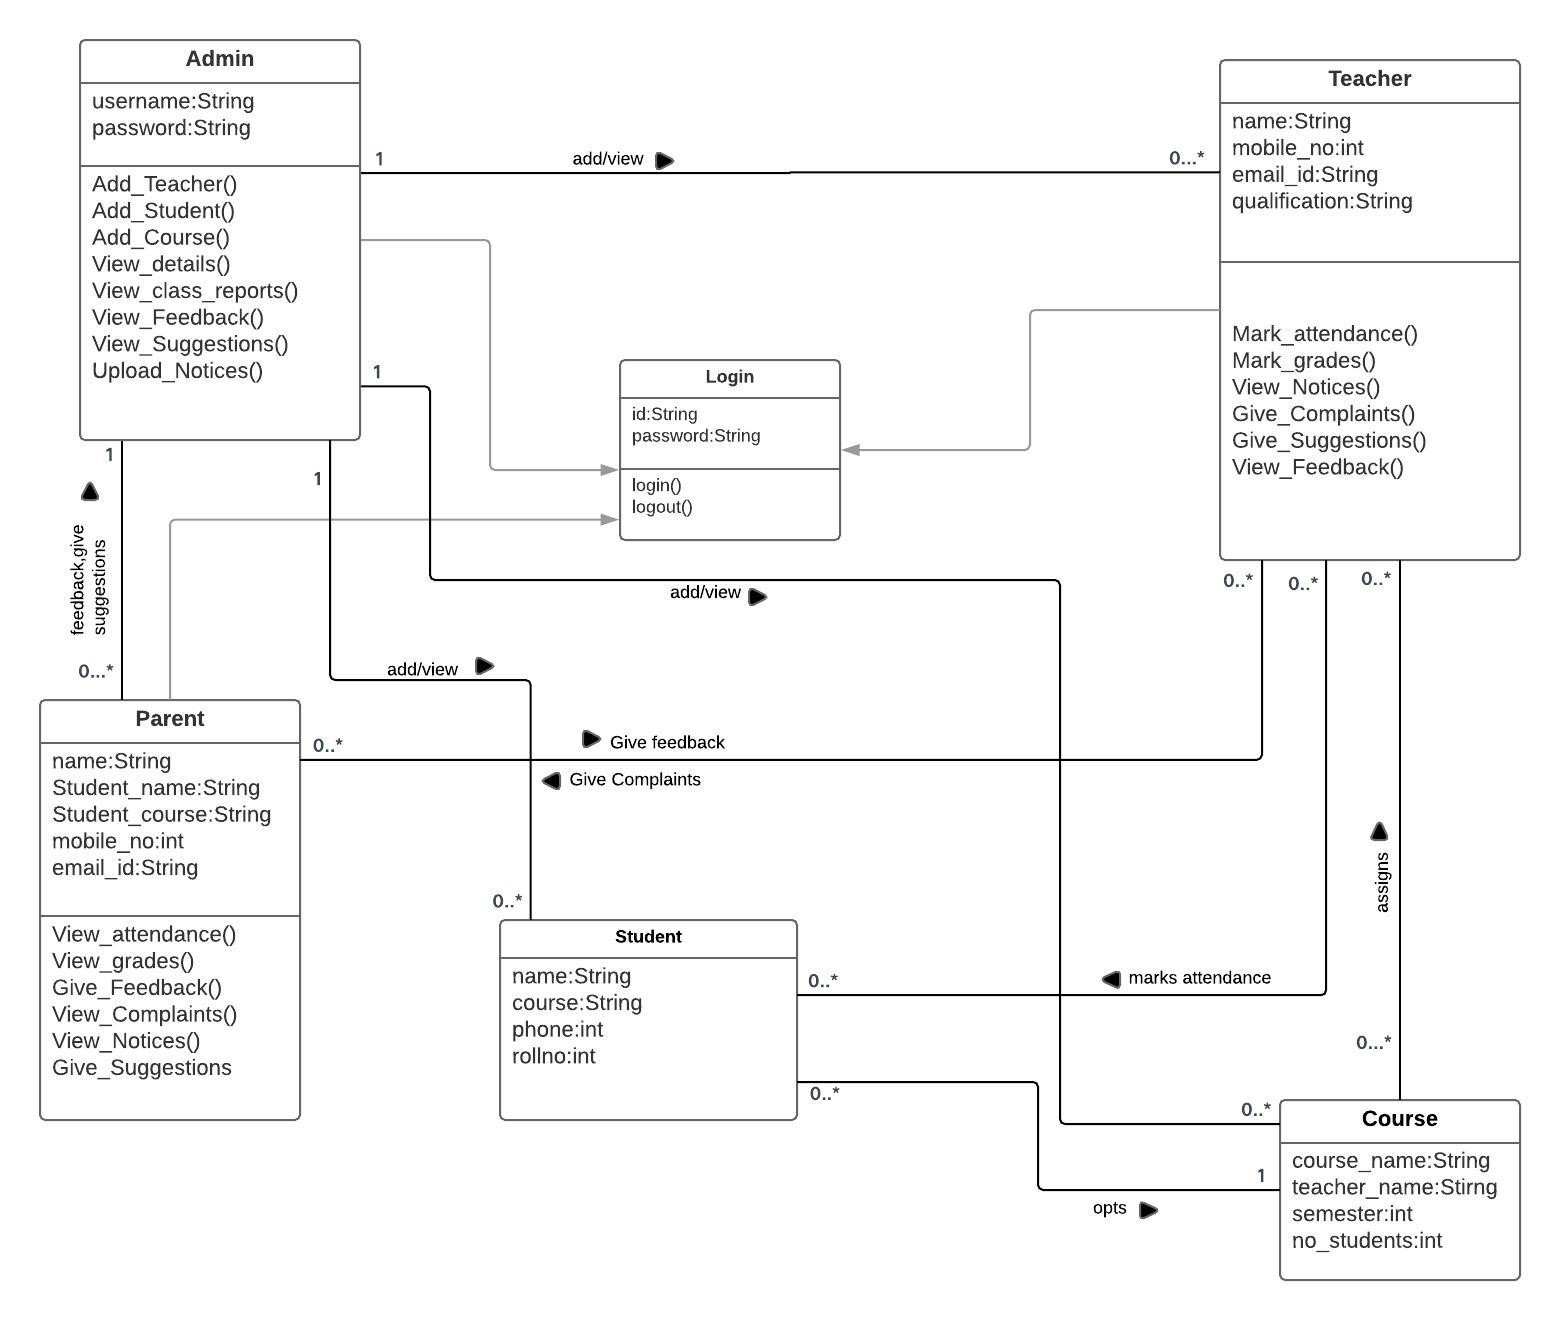 Admin
username:String
password:String
Add_Teacher()
Add_Student()
Add_Course()
View_details()
View_class_reports()
View_Feedback()
View_Suggestions()
Upload_Notices()
1
add/view
0...*
Teacher
name:String
mobile_no:int
email_id:String
qualification:String
Mark_attendance()
Mark_grades()
View_Notices()
Give_Complaints()
Give_Suggestions()
View_Feedback()
Login
id:String
password:String
login()
logout()
1
add/view
1
feedback,give
suggestions
0...*
1
add/view
0..*
0..*
0..*
Parent
name:String
Student_name:String
Student_course:String
mobile_no:int
email_id:String
View_attendance()
View_grades()
Give_Feedback()
View_Complaints()
View_Notices()
Give_Suggestions
0..*
Give feedback
Give Complaints
0..*
Student
name:String
course:String
phone:int
rollno:int
0..*
marks attendance
assigns
0...*
0..*
0..*
1
opts
Course
course_name:String
teacher_name:Stirng
semester:int
no_students:int